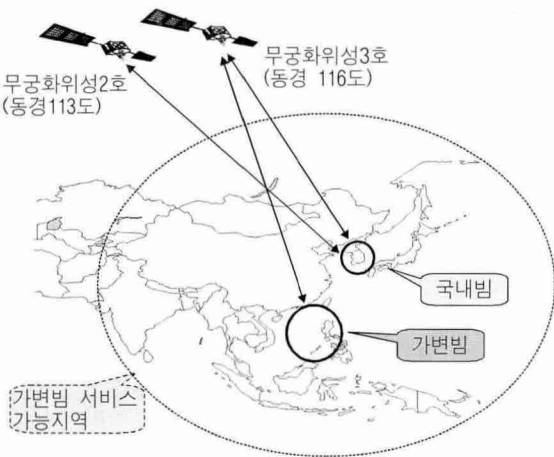 무궁화위성2호
(동경113도)
무궁화위성3호
(동경 116도)
국내빔
가변빔
가변빔 서비스
가능지역